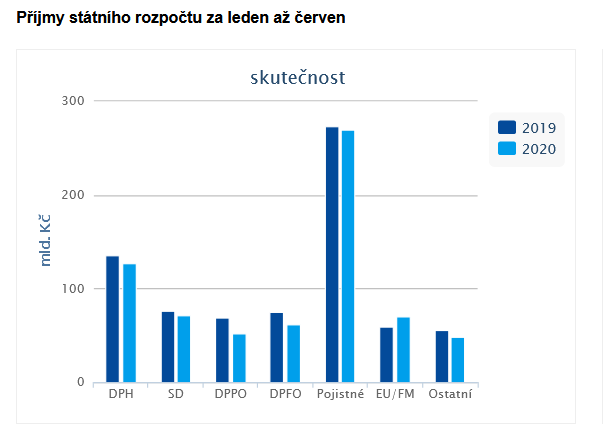 Příjmy státního rozpočtu za leden až červen
skutečnost
300
200
100
0
mld. Kč
DPH SD DPPO DPFO Pojistné EU/FM Ostatní
2019
2020